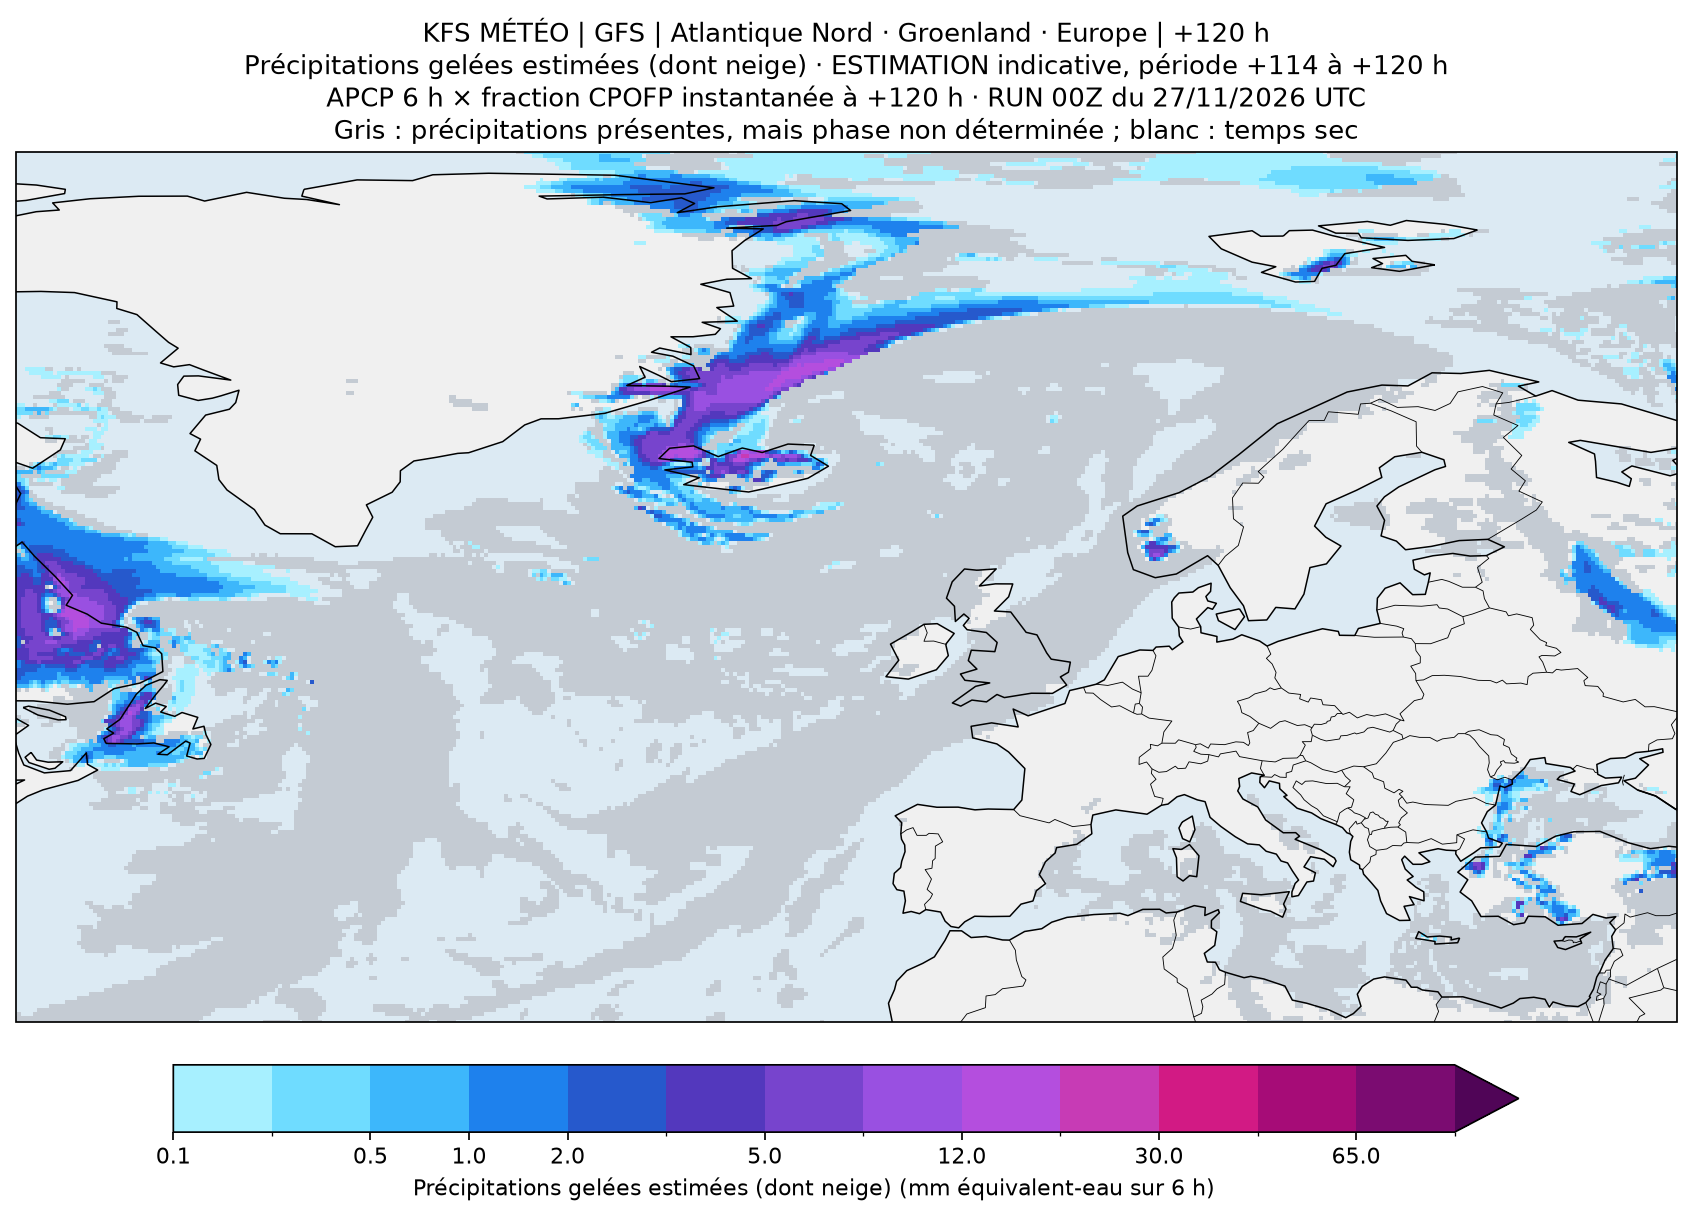 KFS MÉTÉO | GFS | Atlantique Nord · Groenland · Europe | +120 h
Précipitations gelées estimées (dont neige) · ESTIMATION indicative, période +114 à +120 h
APCP 6 h × fraction CPOFP instantanée à +120 h · RUN 00Z du 27/11/2026 UTC
Gris : précipitations présentes, mais phase non déterminée ; blanc : temps sec
0.1 0.5 1.0 2.0 5.0 12.0 30.0 65.0
Précipitations gelées estimées (dont neige) (mm équivalent-eau sur 6 h)